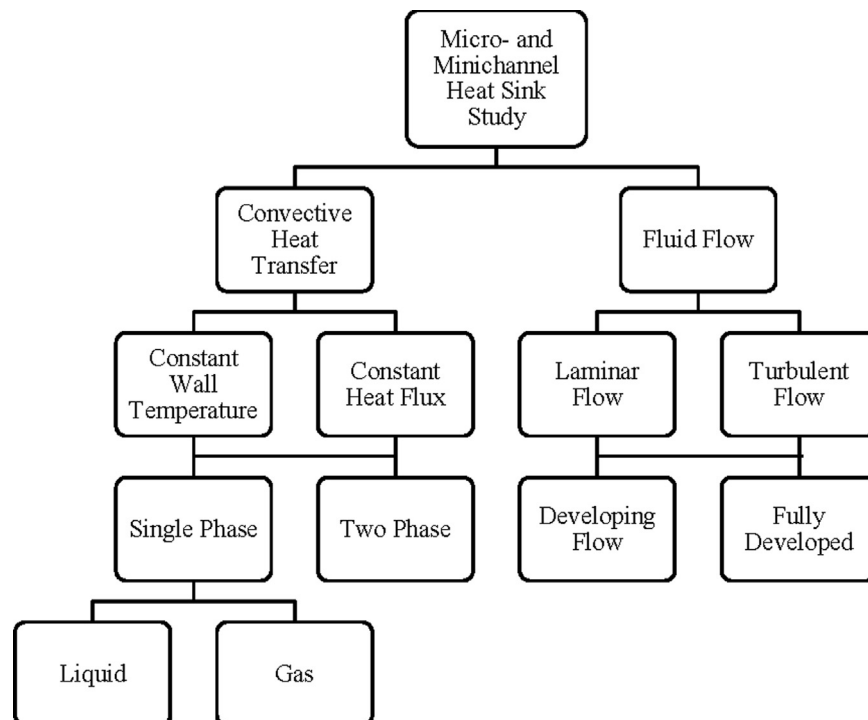 Micro- and
Minichannel
Heat Sink
Study
Convective
Heat
Transfer
Fluid Flow
Constant
Wall
Temperature
Constant
Heat Flux
Laminar
Flow
Turbulent
Flow
Single Phase
Two Phase
Developing
Flow
Fully
Developed
Liquid
Gas